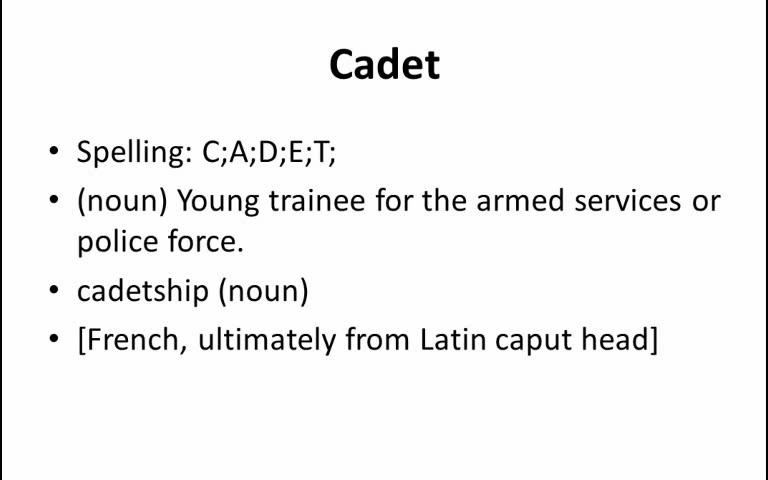 Cadet
• Spelling: C;A;D;E;T;
• (noun) Young trainee for the armed services or
police force.
• cadetship (noun)
• [French, ultimately from Latin caput head]